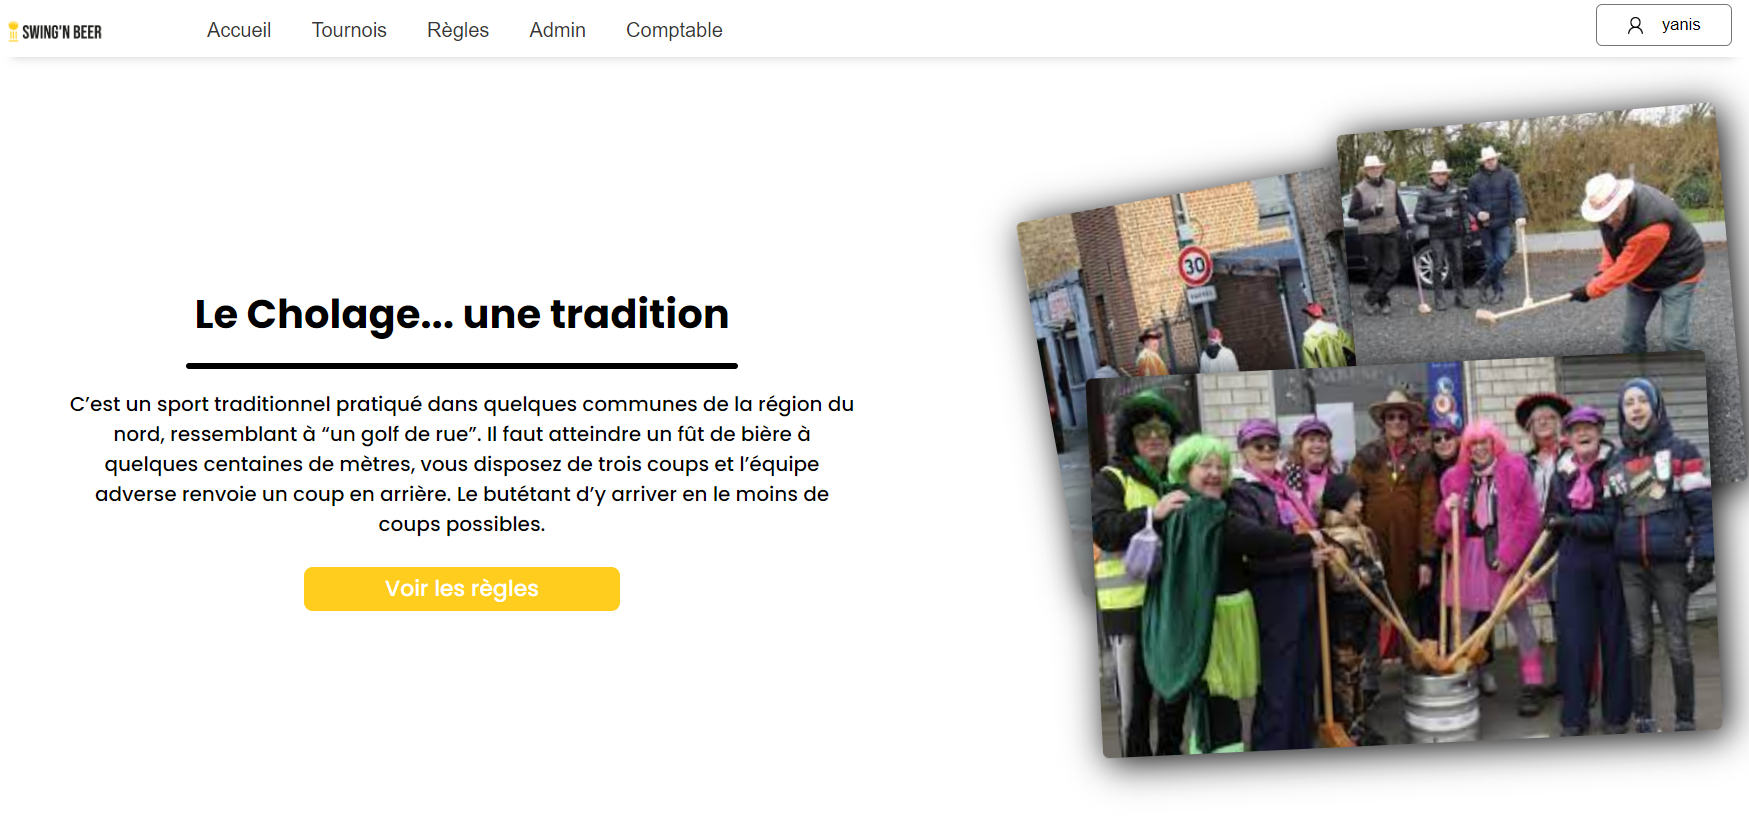 SWING'N BEER
Accueil
Tournois
Règles
Admin
Comptable
yanis
30
Le Cholage... une tradition
C’est un sport traditionnel pratiqué dans quelques communes de la région du
nord, ressemblant à “un golf de rue”. Il faut atteindre un fût de bière à
quelques centaines de mètres, vous disposez de trois coups et l’équipe
adverse renvoie un coup en arrière. Le butétant d’y arriver en le moins de
coups possibles.
Voir les règles